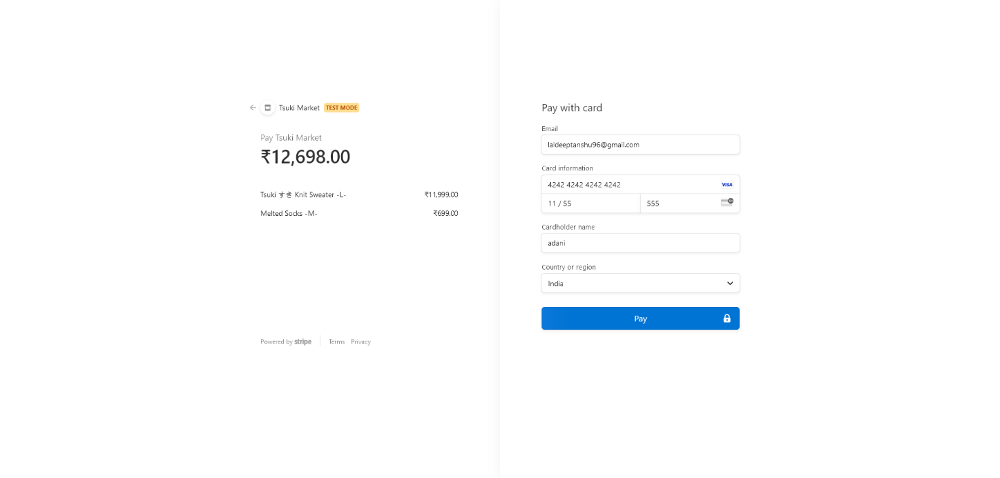 Tsuki Market TEST MODE
Pay Tsuki Market
₹12,698.00
Tsuki すき Knit Sweater -L- ₹11,999.00
Melted Socks -M- ₹699.00
Powered by stripe Terms Privacy
Pay with card
Email
laldeeptanshu96@gmail.com
Card information
4242 4242 4242 4242 VISA
11 / 55 555
Cardholder name
adani
Country or region
India
Pay